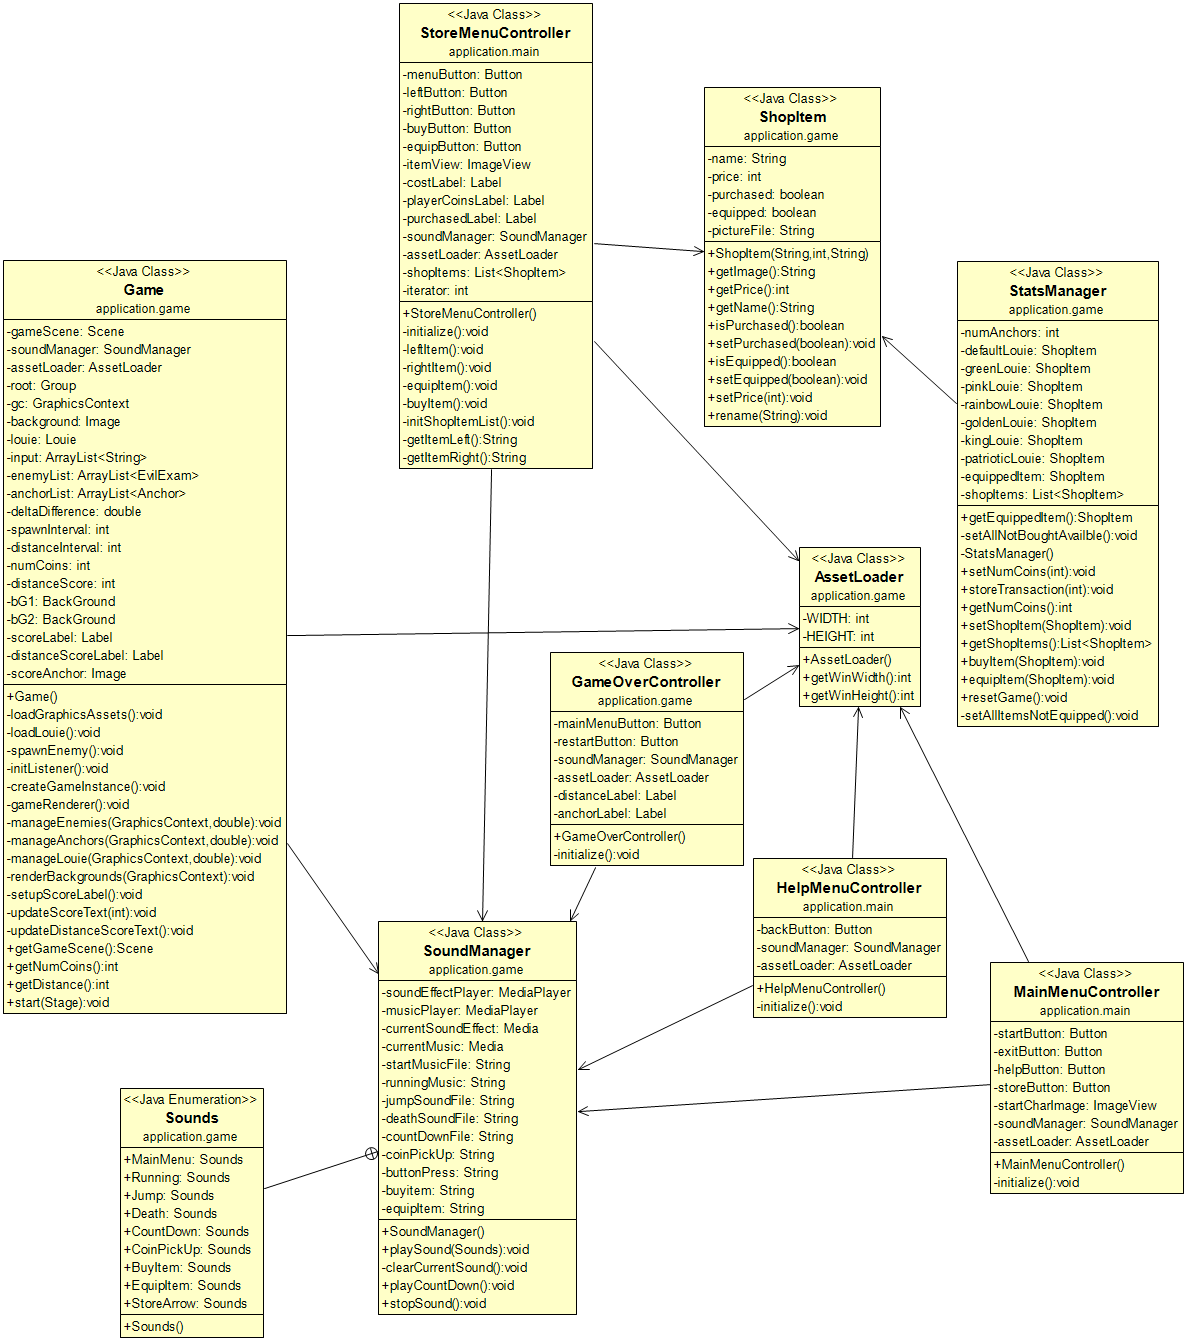 <<Java Class>>
StoreMenuController
application.main
-menuButton: Button
-leftButton: Button
-rightButton: Button
-buyButton: Button
-equipButton: Button
-itemView: ImageView
-costLabel: Label
-playerCoinsLabel: Label
-purchasedLabel: Label
-soundManager: SoundManager
-assetLoader: AssetLoader
-shopItems: List<ShopItem>
-iterator: int
+StoreMenuController()
-initialize():void
-leftItem():void
-rightItem():void
-equipItem():void
-buyItem():void
-initShopItemList():void
-getItemLeft():String
-getItemRight():String
<<Java Class>>
ShopItem
application.game
-name: String
-price: int
-purchased: boolean
-equipped: boolean
-pictureFile: String
+ShopItem(String,int,String)
+getImage():String
+getPrice():int
+getName():String
+isPurchased():boolean
+setPurchased(boolean):void
+isEquipped():boolean
+setEquipped(boolean):void
+setPrice(int):void
+rename(String):void
<<Java Class>>
Game
application.game
-gameScene: Scene
-soundManager: SoundManager
-assetLoader: AssetLoader
-root: Group
-gc: GraphicsContext
-background: Image
-louie: Louie
-input: ArrayList<String>
-enemyList: ArrayList<EvilExam>
-anchorList: ArrayList<Anchor>
-deltaDifference: double
-spawnInterval: int
-distanceInterval: int
-numCoins: int
-distanceScore: int
-bG1: BackGround
-bG2: BackGround
-scoreLabel: Label
-distanceScoreLabel: Label
-scoreAnchor: Image
+Game()
-loadGraphicsAssets():void
-loadLouie():void
-spawnEnemy():void
-initListener():void
-createGameInstance():void
-gameRenderer():void
-manageEnemies(GraphicsContext,double):void
-manageAnchors(GraphicsContext,double):void
-manageLouie(GraphicsContext,double):void
-renderBackgrounds(GraphicsContext):void
-setupScoreLabel():void
-updateScoreText(int):void
-updateDistanceScoreText():void
+getGameScene():Scene
+getNumCoins():int
+getDistance():int
+start(Stage):void
<<Java Class>>
StatsManager
application.game
-numAnchors: int
-defaultLouie: ShopItem
-greenLouie: ShopItem
-pinkLouie: ShopItem
-rainbowLouie: ShopItem
-goldenLouie: ShopItem
-kingLouie: ShopItem
-patrioticLouie: ShopItem
-equippedItem: ShopItem
-shopItems: List<ShopItem>
+getEquippedItem():ShopItem
-setAllNotBoughtAvailble():void
-StatsManager()
+setNumCoins(int):void
+storeTransaction(int):void
+getNumCoins():int
+setShopItem(ShopItem):void
+getShopItems():List<ShopItem>
+buyItem(ShopItem):void
+equipItem(ShopItem):void
+resetGame():void
-setAllItemsNotEquipped():void
<<Java Class>>
AssetLoader
application.game
-WIDTH: int
-HEIGHT: int
+AssetLoader()
+getWinWidth():int
+getWinHeight():int
<<Java Class>>
GameOverController
application.game
-mainMenuButton: Button
-restartButton: Button
-soundManager: SoundManager
-assetLoader: AssetLoader
-distanceLabel: Label
-anchorLabel: Label
+GameOverController()
-initialize():void
<<Java Class>>
HelpMenuController
application.main
-backButton: Button
-soundManager: SoundManager
-assetLoader: AssetLoader
+HelpMenuController()
-initialize():void
<<Java Class>>
SoundManager
application.game
-soundEffectPlayer: MediaPlayer
-musicPlayer: MediaPlayer
-currentSoundEffect: Media
-currentMusic: Media
-startMusicFile: String
-runningMusic: String
-jumpSoundFile: String
-deathSoundFile: String
-countDownFile: String
-coinPickUp: String
-buttonPress: String
-buyitem: String
-equipItem: String
+SoundManager()
+playSound(Sounds):void
-clearCurrentSound():void
+playCountDown():void
+stopSound():void
<<Java Class>>
MainMenuController
application.main
-startButton: Button
-exitButton: Button
-helpButton: Button
-storeButton: Button
-startCharImage: ImageView
-soundManager: SoundManager
-assetLoader: AssetLoader
+MainMenuController()
-initialize():void
<<Java Enumeration>>
Sounds
application.game
+MainMenu: Sounds
+Running: Sounds
+Jump: Sounds
+Death: Sounds
+CountDown: Sounds
+CoinPickUp: Sounds
+BuyItem: Sounds
+EquipItem: Sounds
+StoreArrow: Sounds
+Sounds()